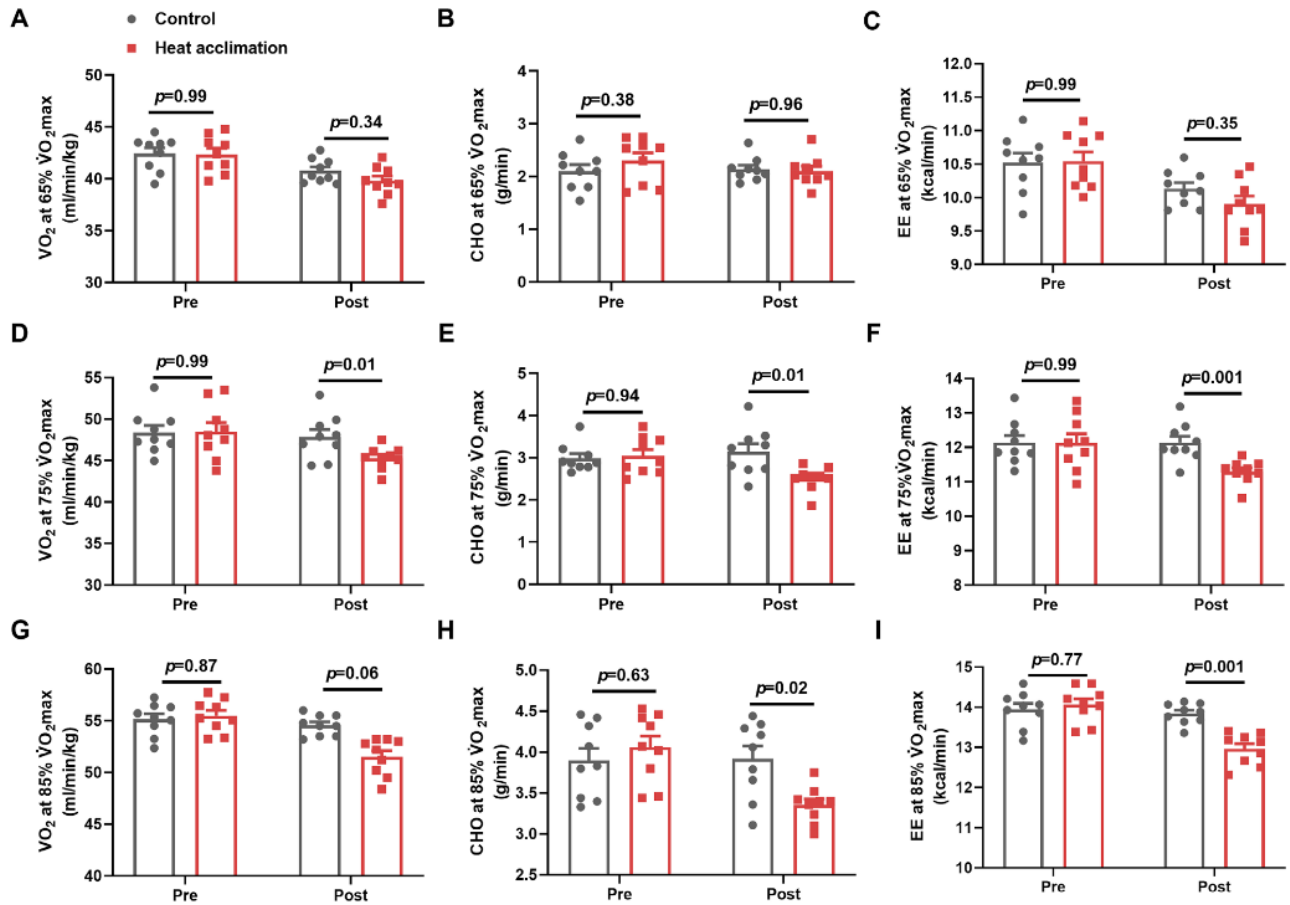 A
Control
Heat acclimation
B
C
V̇O2 at 65% V̇O2max
(ml/min/kg)
50
45
40
35
30
p=0.99
p=0.34
Pre
Post
CHO at 65% V̇O2max
(g/min)
4
3
2
1
0
p=0.38
p=0.96
Pre
Post
EE at 65% V̇O2max
(kcal/min)
12.0
11.5
11.0
10.5
10.0
9.5
9.0
p=0.99
p=0.35
Pre
Post
D
E
F
V̇O2 at 75% V̇O2max
(ml/min/kg)
55
50
45
40
35
30
p=0.99
p=0.01
Pre
Post
CHO at 75% V̇O2max
(g/min)
5
4
3
2
1
0
p=0.94
p=0.01
Pre
Post
EE at 75%V̇O2max
(kcal/min)
14
13
12
11
10
9
8
p=0.99
p=0.001
Pre
Post
G
H
I
V̇O2 at 85% V̇O2max
(ml/min/kg)
60
55
50
45
40
p=0.87
p=0.06
Pre
Post
CHO at 85% V̇O2max
(g/min)
5.0
4.5
4.0
3.5
3.0
2.5
p=0.63
p=0.02
Pre
Post
EE at 85% V̇O2max
(kcal/min)
15
14
13
12
11
10
p=0.77
p=0.001
Pre
Post